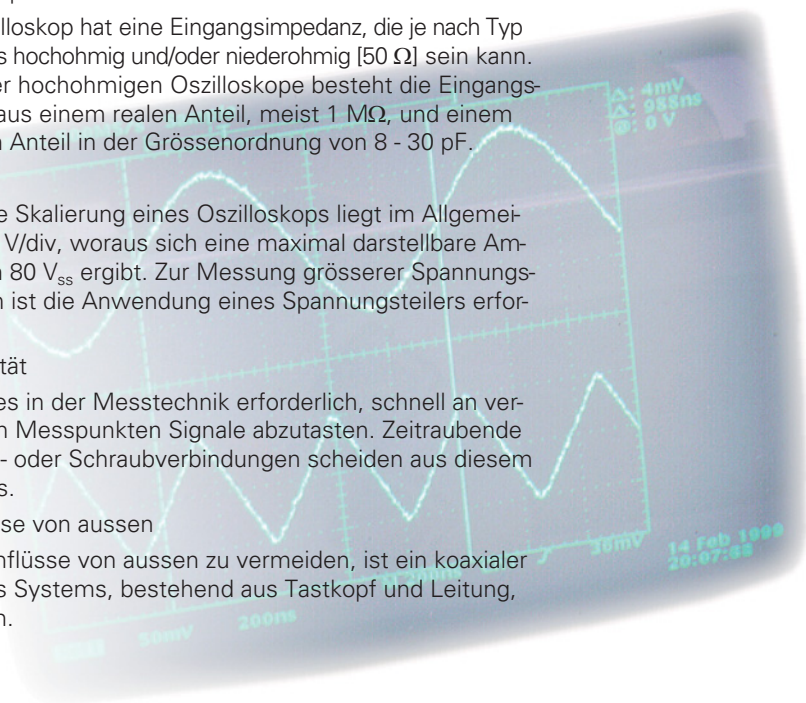 lloskop hat eine Eingangsimpedanz, die je nach Typ
s hochohmig und/oder niederohmig [50 Ω] sein kann.
er hochohmigen Oszilloskope besteht die Eingangs-
aus einem realen Anteil, meist 1 MΩ, und einem
n Anteil in der Grössenordnung von 8 - 30 pF.
e Skalierung eines Oszilloskops liegt im Allgemei-
V/div, woraus sich eine maximal darstellbare Am-
n 80 Vss ergibt. Zur Messung grösserer Spannungs-
n ist die Anwendung eines Spannungsteilers erfor-
tät
es in der Messtechnik erforderlich, schnell an ver-
n Messpunkten Signale abzutasten. Zeitraubende
- oder Schraubverbindungen scheiden aus diesem
s.
sse von aussen
nflüsse von aussen zu vermeiden, ist ein koaxialer
s Systems, bestehend aus Tastkopf und Leitung,
n.
Δ: 4mV
Δ: 988ns
@: 0 V
36mV
14 Feb 1999
50mV
200ns